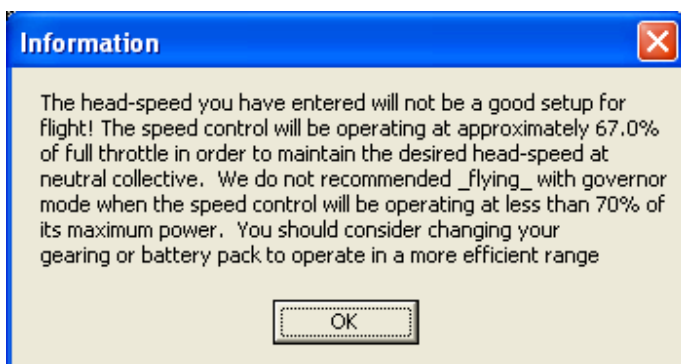 Information
The head-speed you have entered will not be a good setup for
flight! The speed control will be operating at approximately 67.0%
of full throttle in order to maintain the desired head-speed at
neutral collective.  We do not recommended _flying_ with governor
mode when the speed control will be operating at less than 70% of
its maximum power.  You should consider changing your
gearing or battery pack to operate in a more efficient range
OK